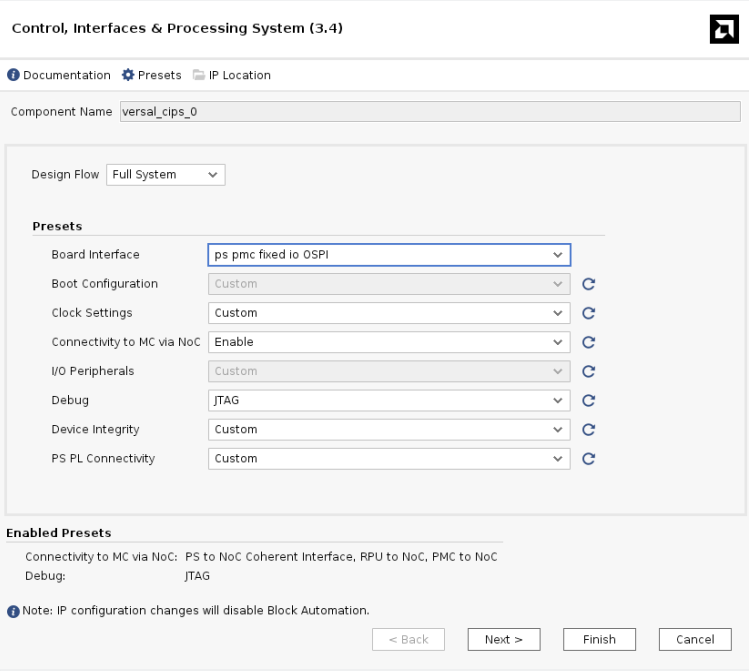 Control, Interfaces & Processing System (3.4)
Documentation Presets IP Location
Component Name versal_cips_0
Design Flow Full System
Presets
Board Interface ps pmc fixed io OSPI
Boot Configuration Custom
Clock Settings Custom
Connectivity to MC via NoC Enable
I/O Peripherals Custom
Debug JTAG
Device Integrity Custom
PS PL Connectivity Custom
Enabled Presets
Connectivity to MC via NoC: PS to NoC Coherent Interface, RPU to NoC, PMC to NoC
Debug: JTAG
Note: IP configuration changes will disable Block Automation.
< Back Next > Finish Cancel